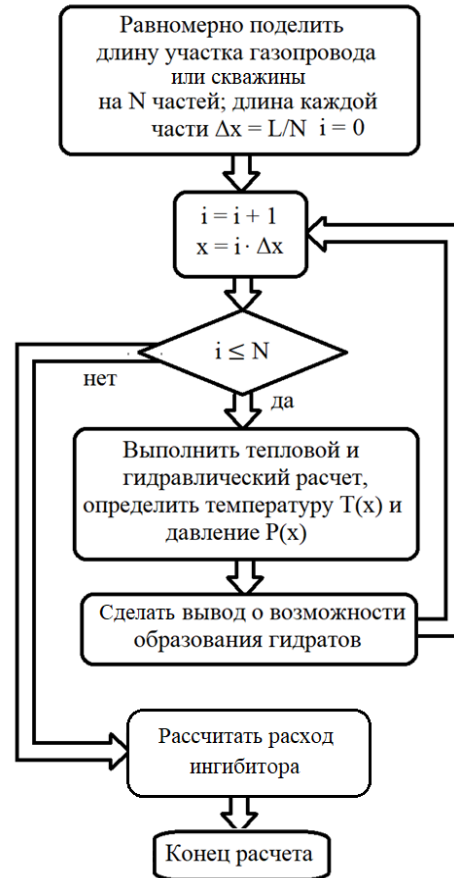 Равномерно поделить
длину участка газопровода
или скважины
на N частей; длина каждой
части Δx = L/N i = 0
i = i + 1
x = i · Δx
i ≤ N
нет
да
Выполнить тепловой и
гидравлический расчет,
определить температуру T(x) и
давление P(x)
Сделать вывод о возможности
образования гидратов
Рассчитать расход
ингибитора
Конец расчета